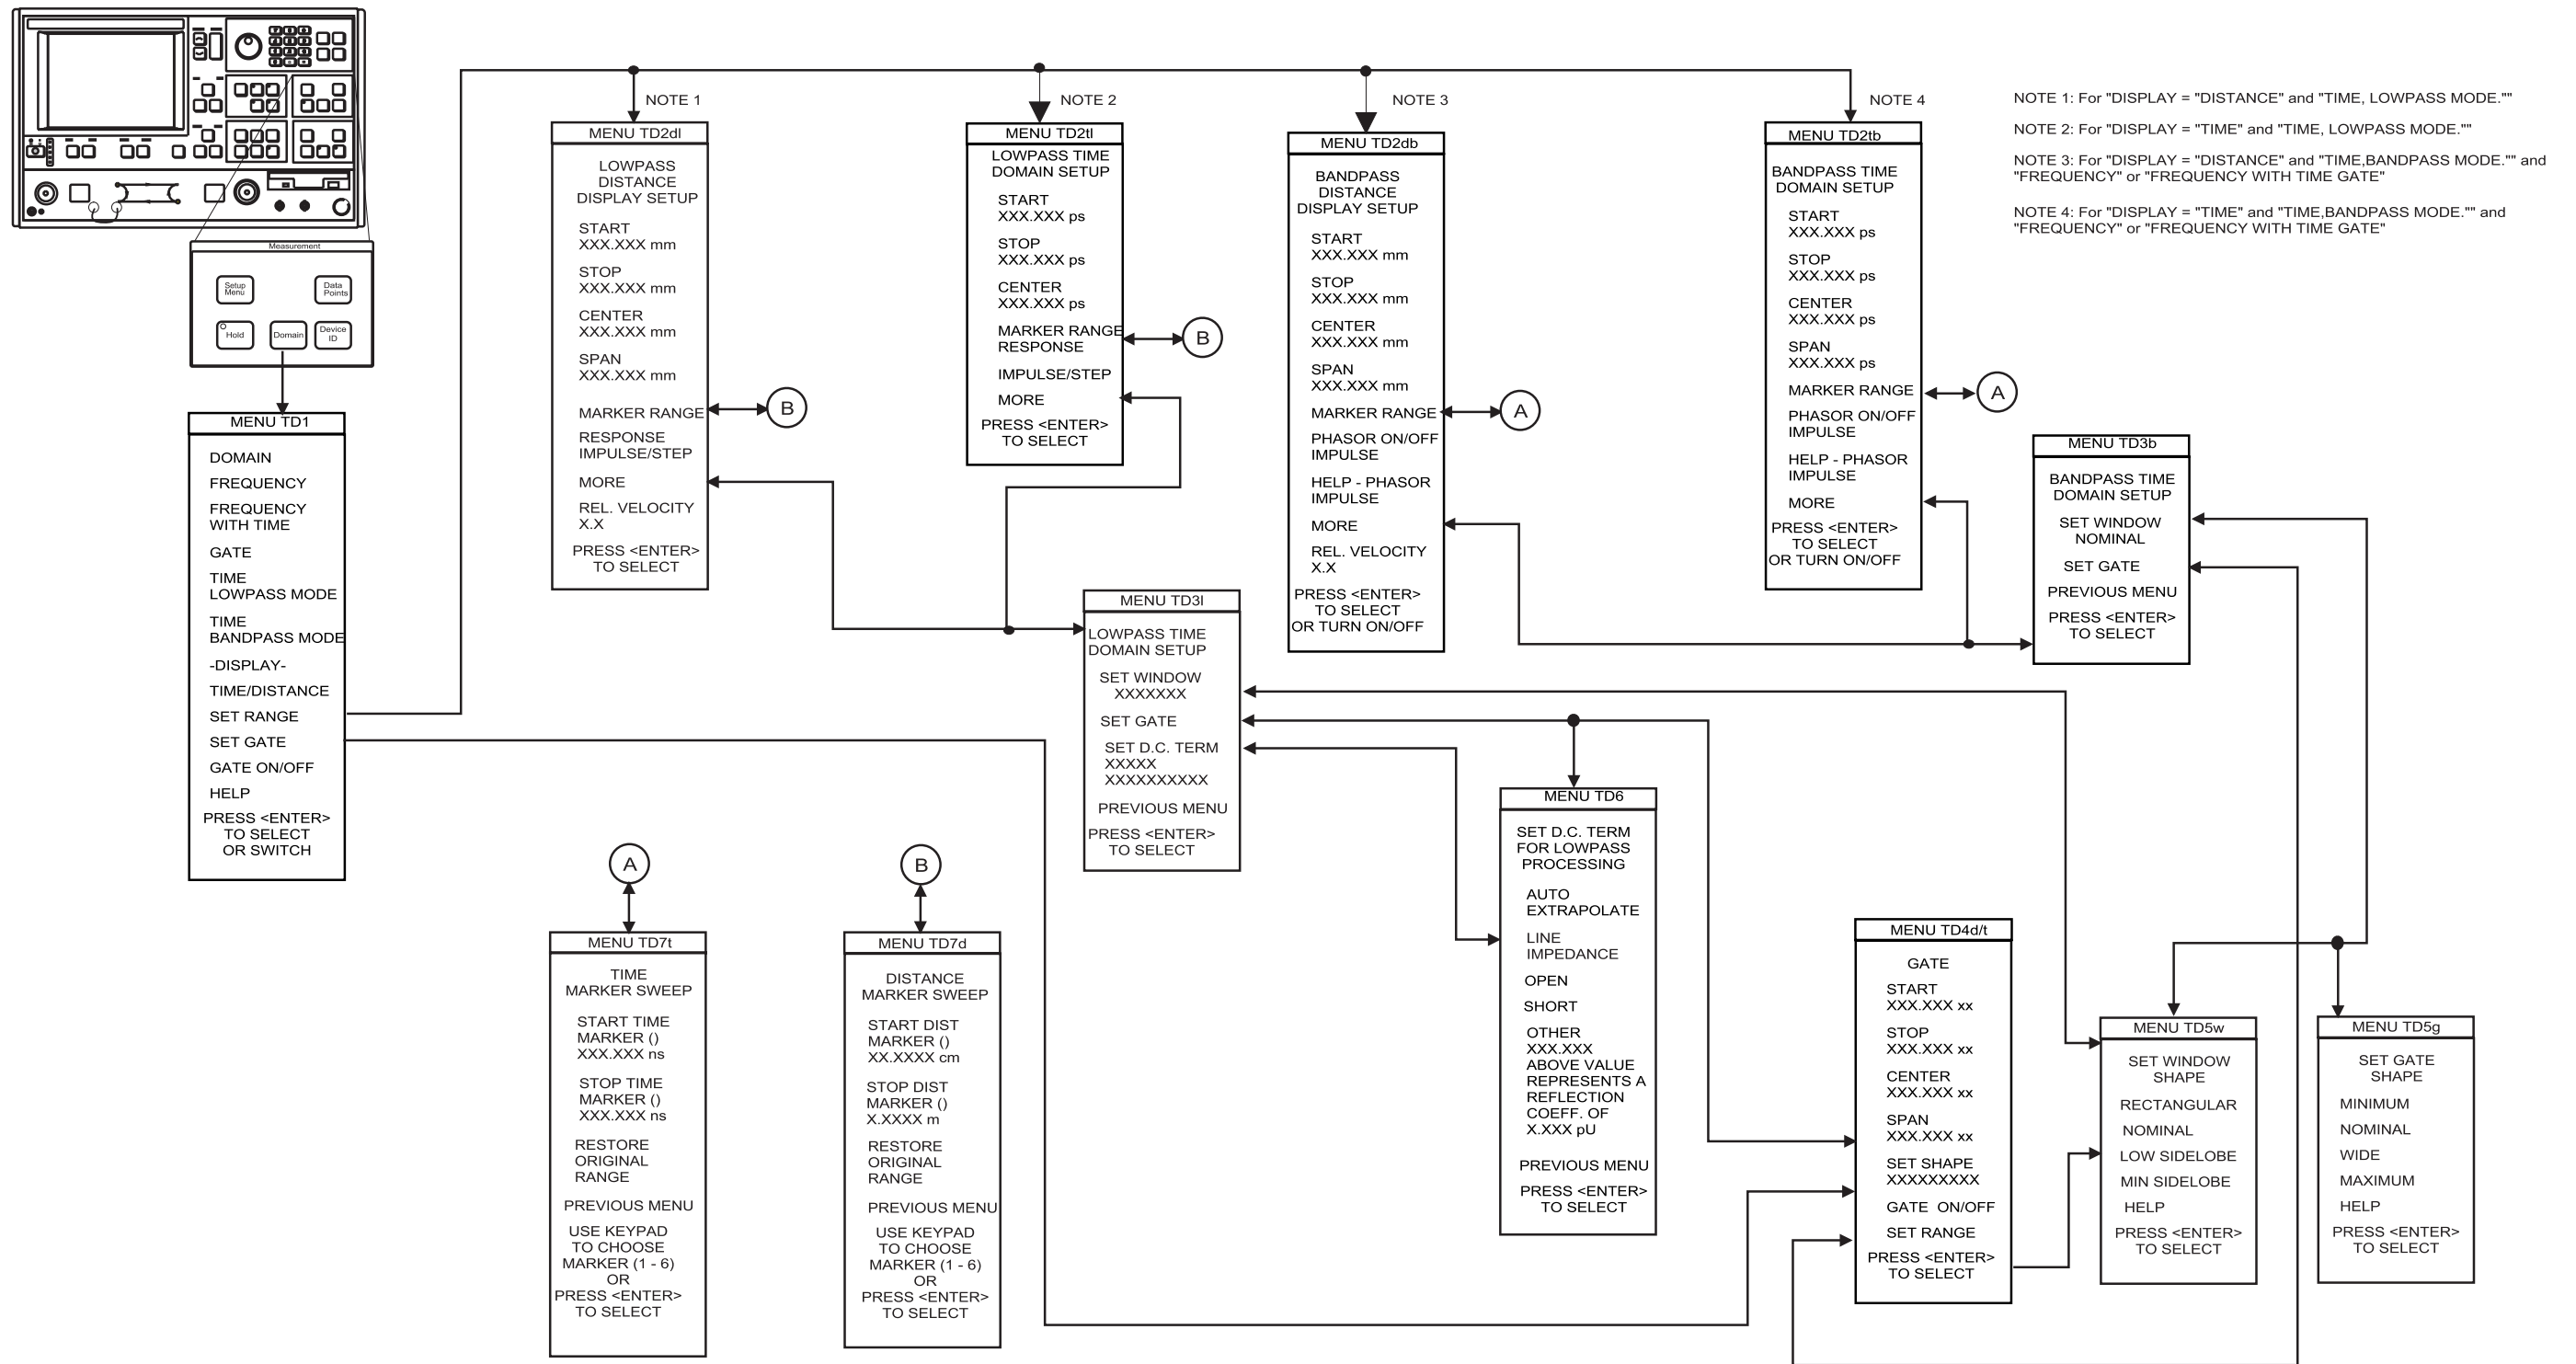 NOTE 1
NOTE 2
NOTE 3
NOTE 4
NOTE 1: For "DISPLAY = "DISTANCE" and "TIME, LOWPASS MODE.""
NOTE 2: For "DISPLAY = "TIME" and "TIME, LOWPASS MODE.""
NOTE 3: For "DISPLAY = "DISTANCE" and "TIME,BANDPASS MODE."" and
"FREQUENCY" or "FREQUENCY WITH TIME GATE"
NOTE 4: For "DISPLAY = "TIME" and "TIME,BANDPASS MODE."" and
"FREQUENCY" or "FREQUENCY WITH TIME GATE"
Measurement
Setup
Menu
Data
Points
Hold
Domain
Device
ID
MENU TD1
DOMAIN
FREQUENCY
FREQUENCY
WITH TIME
GATE
TIME
LOWPASS MODE
TIME
BANDPASS MODE
-DISPLAY-
TIME/DISTANCE
SET RANGE
SET GATE
GATE ON/OFF
HELP
PRESS <ENTER>
TO SELECT
OR SWITCH
MENU TD2dl
LOWPASS
DISTANCE
DISPLAY SETUP
START
XXX.XXX mm
STOP
XXX.XXX mm
CENTER
XXX.XXX mm
SPAN
XXX.XXX mm
MARKER RANGE
B
RESPONSE
IMPULSE/STEP
MORE
REL. VELOCITY
X.X
PRESS <ENTER>
TO SELECT
MENU TD2tl
LOWPASS TIME
DOMAIN SETUP
START
XXX.XXX ps
STOP
XXX.XXX ps
CENTER
XXX.XXX ps
MARKER RANGE
RESPONSE
B
IMPULSE/STEP
MORE
PRESS <ENTER>
TO SELECT
MENU TD2db
BANDPASS
DISTANCE
DISPLAY SETUP
START
XXX.XXX mm
STOP
XXX.XXX mm
CENTER
XXX.XXX mm
SPAN
XXX.XXX mm
MARKER RANGE
A
PHASOR ON/OFF
IMPULSE
HELP - PHASOR
IMPULSE
MORE
REL. VELOCITY
X.X
PRESS <ENTER>
TO SELECT
OR TURN ON/OFF
MENU TD2tb
BANDPASS TIME
DOMAIN SETUP
START
XXX.XXX ps
STOP
XXX.XXX ps
CENTER
XXX.XXX ps
SPAN
XXX.XXX ps
MARKER RANGE
A
PHASOR ON/OFF
IMPULSE
HELP - PHASOR
IMPULSE
MORE
PRESS <ENTER>
TO SELECT
OR TURN ON/OFF
MENU TD3b
BANDPASS TIME
DOMAIN SETUP
SET WINDOW
NOMINAL
SET GATE
PREVIOUS MENU
PRESS <ENTER>
TO SELECT
MENU TD3l
LOWPASS TIME
DOMAIN SETUP
SET WINDOW
XXXXXXX
SET GATE
SET D.C. TERM
XXXXX
XXXXXXXXXX
PREVIOUS MENU
PRESS <ENTER>
TO SELECT
A
MENU TD7t
TIME
MARKER SWEEP
START TIME
MARKER ()
XXX.XXX ns
STOP TIME
MARKER ()
XXX.XXX ns
RESTORE
ORIGINAL
RANGE
PREVIOUS MENU
USE KEYPAD
TO CHOOSE
MARKER (1 - 6)
OR
PRESS <ENTER>
TO SELECT
B
MENU TD7d
DISTANCE
MARKER SWEEP
START DIST
MARKER ()
XX.XXXX cm
STOP DIST
MARKER ()
X.XXXX m
RESTORE
ORIGINAL
RANGE
PREVIOUS MENU
USE KEYPAD
TO CHOOSE
MARKER (1 - 6)
OR
PRESS <ENTER>
TO SELECT
MENU TD6
SET D.C. TERM
FOR LOWPASS
PROCESSING
AUTO
EXTRAPOLATE
LINE
IMPEDANCE
OPEN
SHORT
OTHER
XXX.XXX
ABOVE VALUE
REPRESENTS A
REFLECTION
COEFF. OF
X.XXX pU
PREVIOUS MENU
PRESS <ENTER>
TO SELECT
MENU TD4d/t
GATE
START
XXX.XXX xx
STOP
XXX.XXX xx
CENTER
XXX.XXX xx
SPAN
XXX.XXX xx
SET SHAPE
XXXXXXXXX
GATE ON/OFF
SET RANGE
PRESS <ENTER>
TO SELECT
MENU TD5w
SET WINDOW
SHAPE
RECTANGULAR
NOMINAL
LOW SIDELOBE
MIN SIDELOBE
HELP
PRESS <ENTER>
TO SELECT
MENU TD5g
SET GATE
SHAPE
MINIMUM
NOMINAL
WIDE
MAXIMUM
HELP
PRESS <ENTER>
TO SELECT